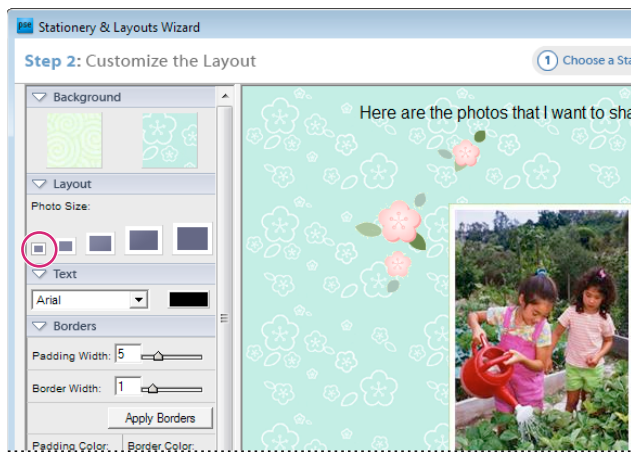 pse Stationery & Layouts Wizard
Step 2: Customize the Layout
1 Choose a Sta
Background
Here are the photos that I want to sha
Layout
Photo Size:
Text
Arial
Borders
Padding Width: 5
Border Width: 1
Apply Borders
Padding Color: Border Color: